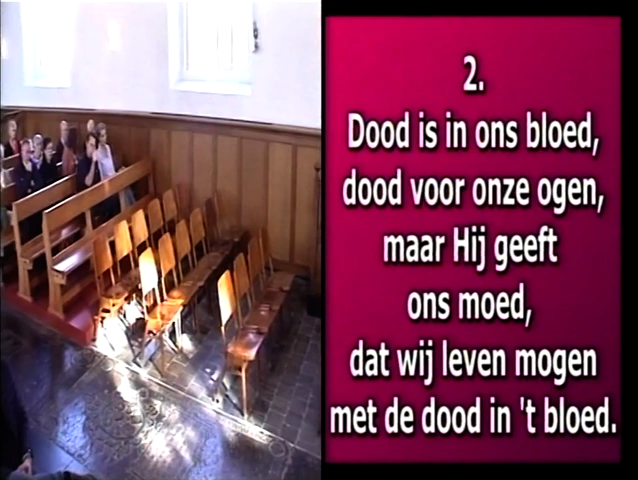 2.
Dood is in ons bloed,
dood voor onze ogen,
maar Hij geeft
ons moed,
dat wij leven mogen
met de dood in 't bloed.